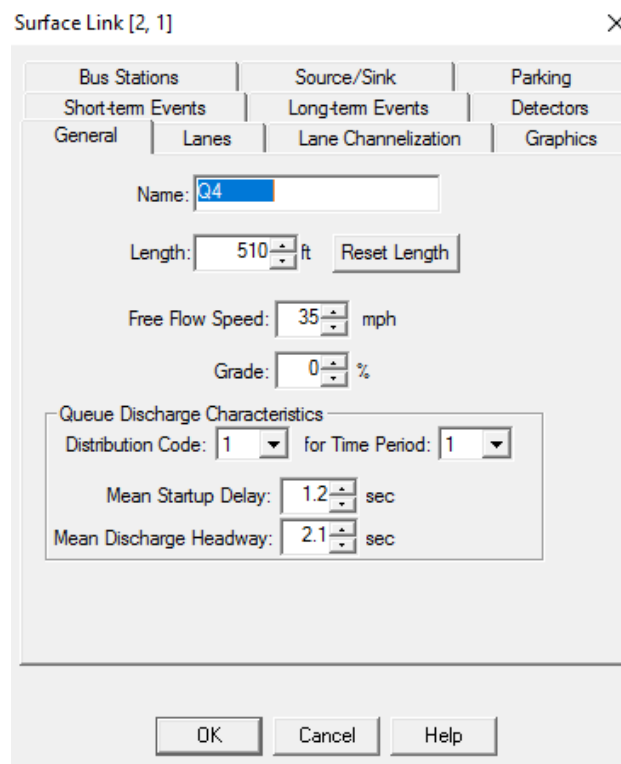 Surface Link [2, 1]
Bus Stations Source/Sink Parking
Short-term Events Long-term Events Detectors
General Lanes Lane Channelization Graphics
Name: Q4
Length: 510 ft Reset Length
Free Flow Speed: 35 mph
Grade: 0 %
Queue Discharge Characteristics
Distribution Code: 1 for Time Period: 1
Mean Startup Delay: 1.2 sec
Mean Discharge Headway: 2.1 sec
OK Cancel Help